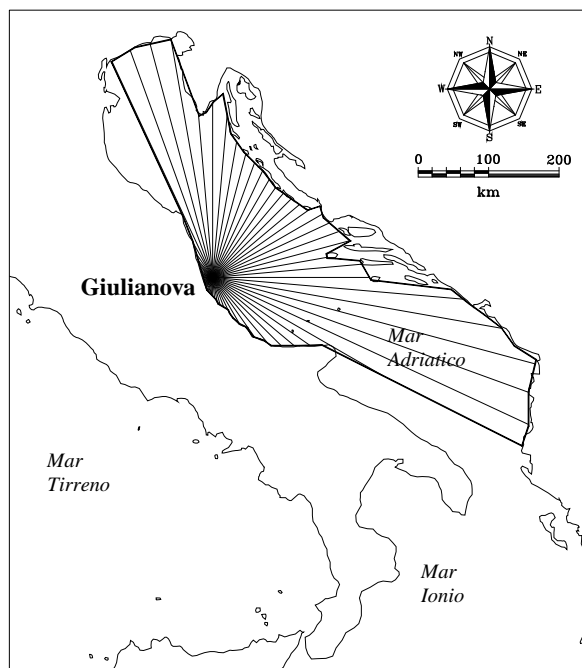 N
NW NE
W E
SW SE
S
0 100 200
km
Giulianova
Mar
Adriatico
Mar
Tirreno
Mar
Ionio